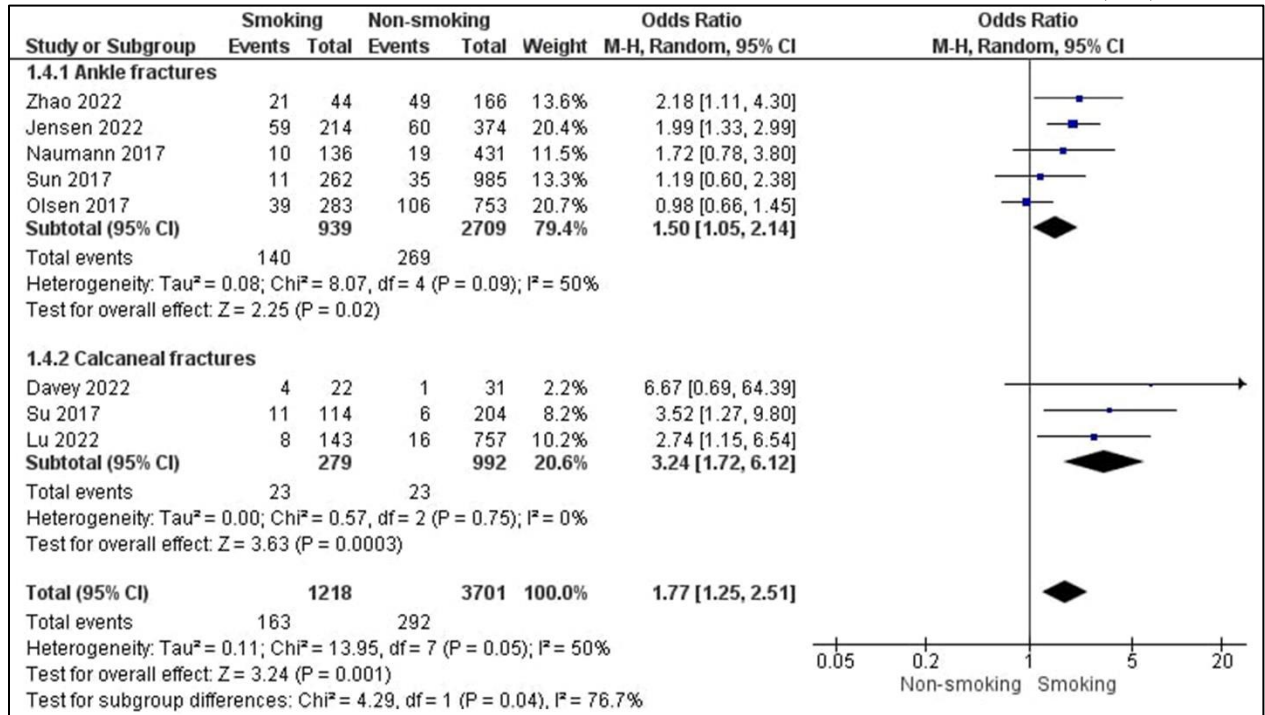 Smoking Non-smoking Odds Ratio Odds Ratio
Study or Subgroup Events Total Events Total Weight M-H, Random, 95% CI M-H, Random, 95% CI
1.4.1 Ankle fractures
Zhao 2022 21 44 49 166 13.6% 2.18 [1.11, 4.30]
Jensen 2022 59 214 60 374 20.4% 1.99 [1.33, 2.99]
Naumann 2017 10 136 19 431 11.5% 1.72 [0.78, 3.80]
Sun 2017 11 262 35 985 13.3% 1.19 [0.60, 2.38]
Olsen 2017 39 283 106 753 20.7% 0.98 [0.66, 1.45]
Subtotal (95% CI) 939 2709 79.4% 1.50 [1.05, 2.14]
Total events 140 269
Heterogeneity: Tau² = 0.08; Chi² = 8.07, df = 4 (P = 0.09); I² = 50%
Test for overall effect: Z = 2.25 (P = 0.02)
1.4.2 Calcaneal fractures
Davey 2022 4 22 1 31 2.2% 6.67 [0.69, 64.39]
Su 2017 11 114 6 204 8.2% 3.52 [1.27, 9.80]
Lu 2022 8 143 16 757 10.2% 2.74 [1.15, 6.54]
Subtotal (95% CI) 279 992 20.6% 3.24 [1.72, 6.12]
Total events 23 23
Heterogeneity: Tau² = 0.00; Chi² = 0.57, df = 2 (P = 0.75); I² = 0%
Test for overall effect: Z = 3.63 (P = 0.0003)
Total (95% CI) 1218 3701 100.0% 1.77 [1.25, 2.51]
Total events 163 292
Heterogeneity: Tau² = 0.11; Chi² = 13.95, df = 7 (P = 0.05); I² = 50%
Test for overall effect: Z = 3.24 (P = 0.001)
Test for subgroup differences: Chi² = 4.29, df = 1 (P = 0.04), I² = 76.7%
0.05 0.2 1 5 20
Non-smoking Smoking